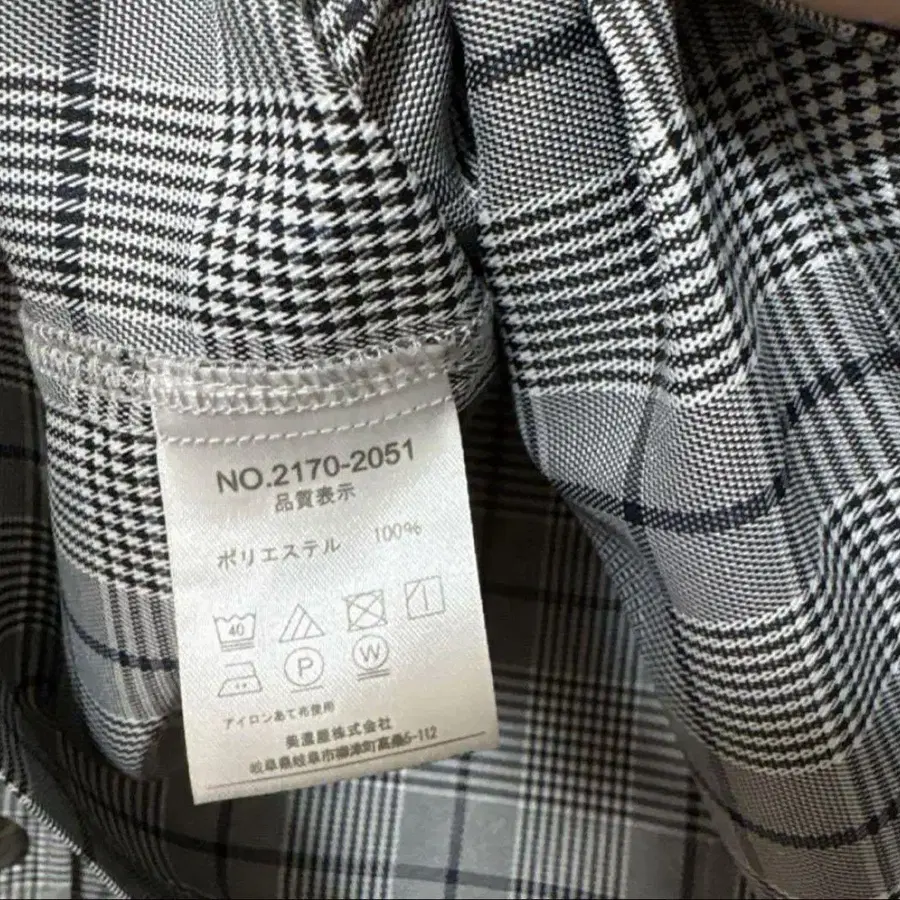 NO.2170-2051
品質表示
ポリエステル 100%
40
P W
アイロンあて布使用
美濃屋株式会社
岐阜県岐阜市柳津町高桑5-112